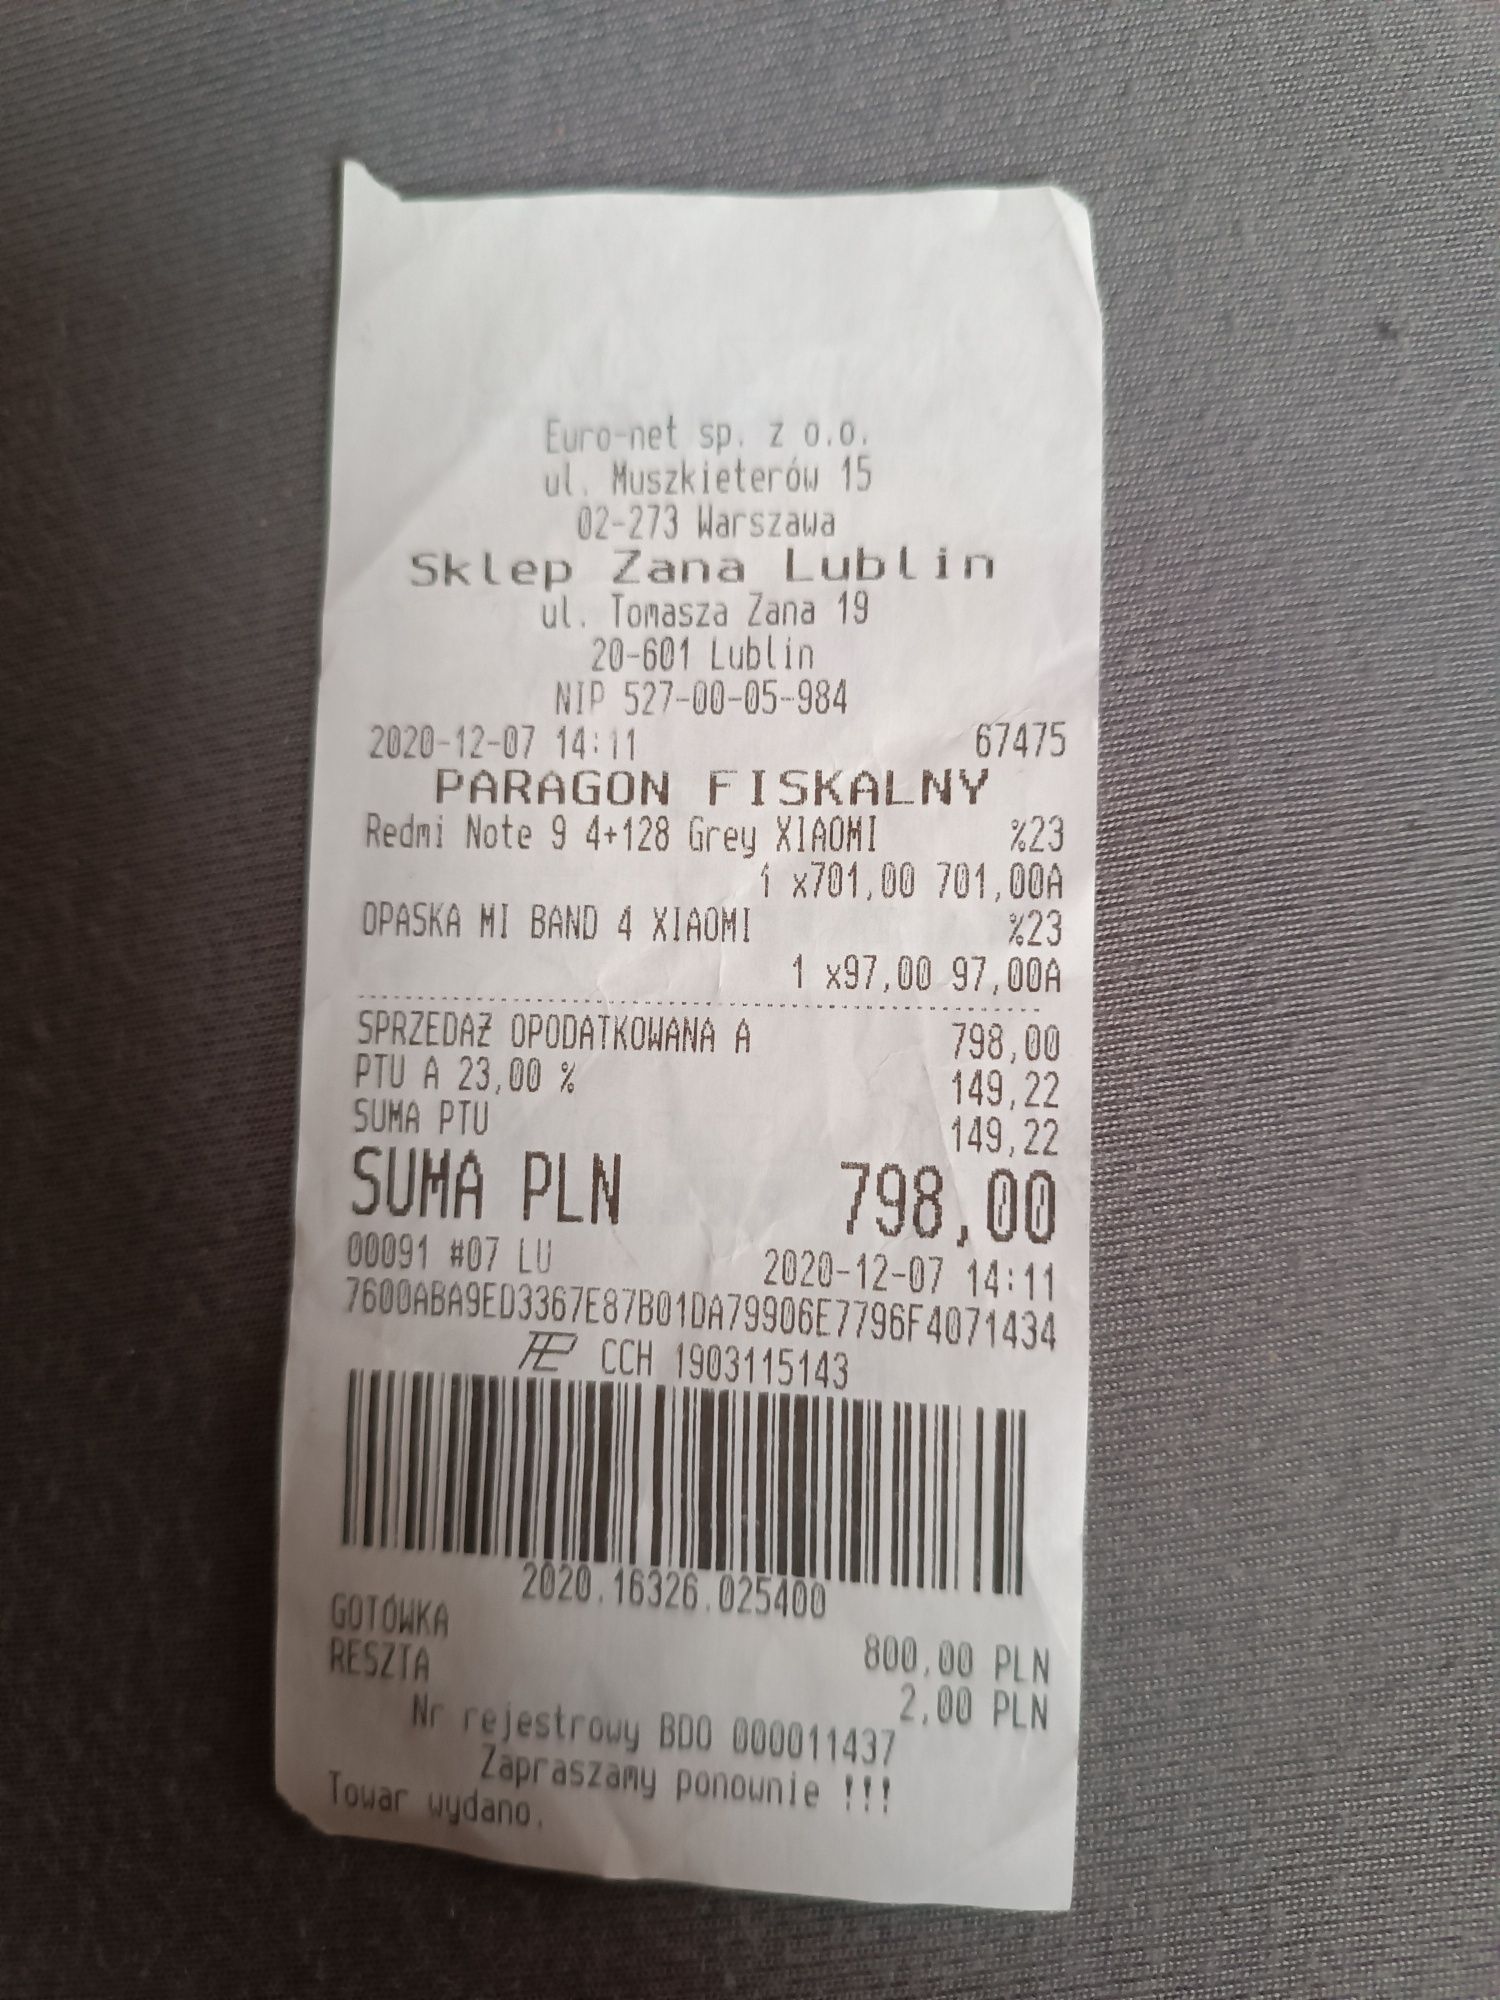 Euro-net sp. z o.o.
ul. Muszkieterów 15
02-273 Warszawa
Sklep Zana Lublin
ul. Tomasza Zana 19
20-601 Lublin
NIP 527-00-05-984
2020-12-07 14:11 67475
PARAGON FISKALNY
Redmi Note 9 4+128 Grey XIAOMI %23
1 x701,00 701,00A
OPASKA MI BAND 4 XIAOMI %23
1 x97,00 97,00A
SPRZEDAŻ OPODATKOWANA A 798,00
PTU A 23,00 % 149,22
SUMA PTU 149,22
SUMA PLN 798,00
00091 #07 LU 2020-12-07 14:11
7600ABA9ED3367E87B01DA79906E7796F4071434
CCH 1903115143
2020.16326.025400
GOTÓWKA 800,00 PLN
RESZTA 2,00 PLN
Nr rejestrowy BDO 000011437
Zapraszamy ponownie !!!
Towar wydano.